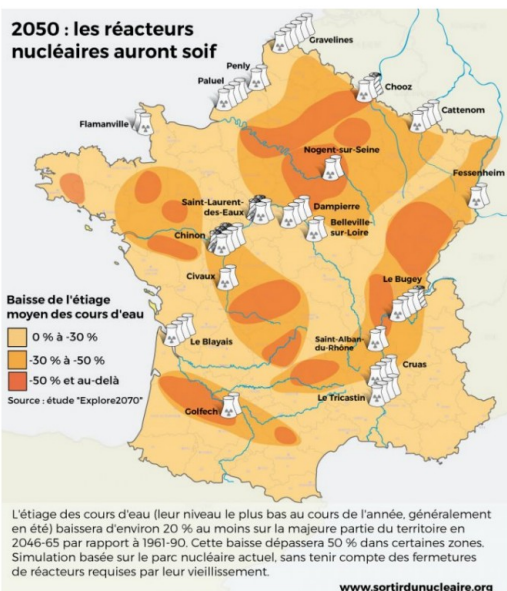 2050 : les réacteurs
nucléaires auront soif
Gravelines
Penly
Paluel
Chooz
Cattenom
Flamanville
Nogent-sur-Seine
Fessenheim
Saint-Laurent-
des-Eaux
Dampierre
Belleville
sur-Loire
Chinon
Civaux
Le Bugey
Baisse de l'étiage
moyen des cours d'eau
0 % à -30 %
-30 % à -50 %
-50 % et au-delà
Source : étude "Explore2070"
Le Blayais
Saint-Alban-
du-Rhône
Cruas
Le Tricastin
Golfech
L'étiage des cours d'eau (leur niveau le plus bas au cours de l'année, généralement
en été) baissera d'environ 20 % au moins sur la majeure partie du territoire en
2046-65 par rapport à 1961-90. Cette baisse dépassera 50 % dans certaines zones.
Simulation basée sur le parc nucléaire actuel, sans tenir compte des fermetures
de réacteurs requises par leur vieillissement.
www.sortirdunucleaire.org